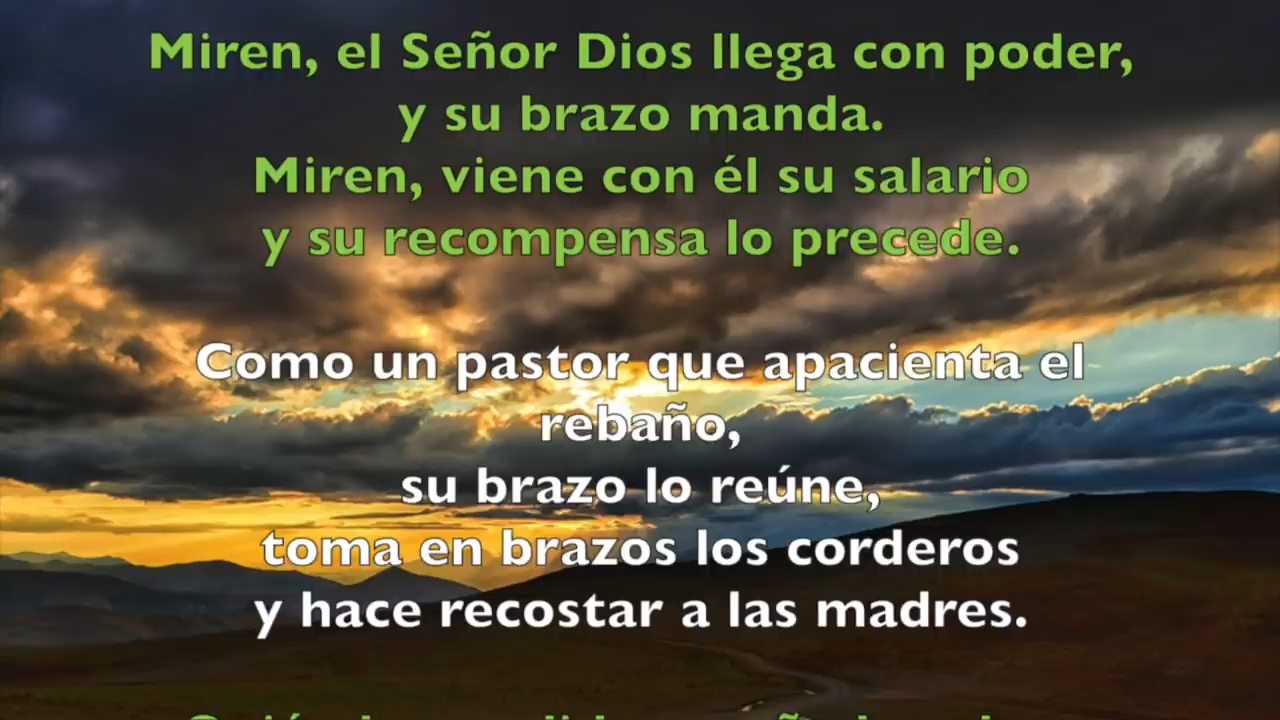 Miren, el Señor Dios llega con poder,
y su brazo manda.
Miren, viene con él su salario
y su recompensa lo precede.
Como un pastor que apacienta el
rebaño,
su brazo lo reúne,
toma en brazos los corderos
y hace recostar a las madres.